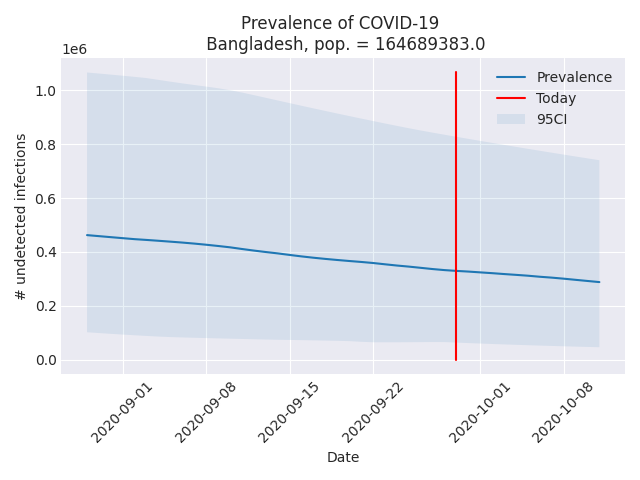 Prevalence of COVID-19
Bangladesh, pop. = 164689383.0
1e6
Prevalence
Today
95CI
1.0
0.8
0.6
0.4
0.2
0.0
# undetected infections
2020-09-01
2020-09-08
2020-09-15
2020-09-22
2020-10-01
2020-10-08
Date